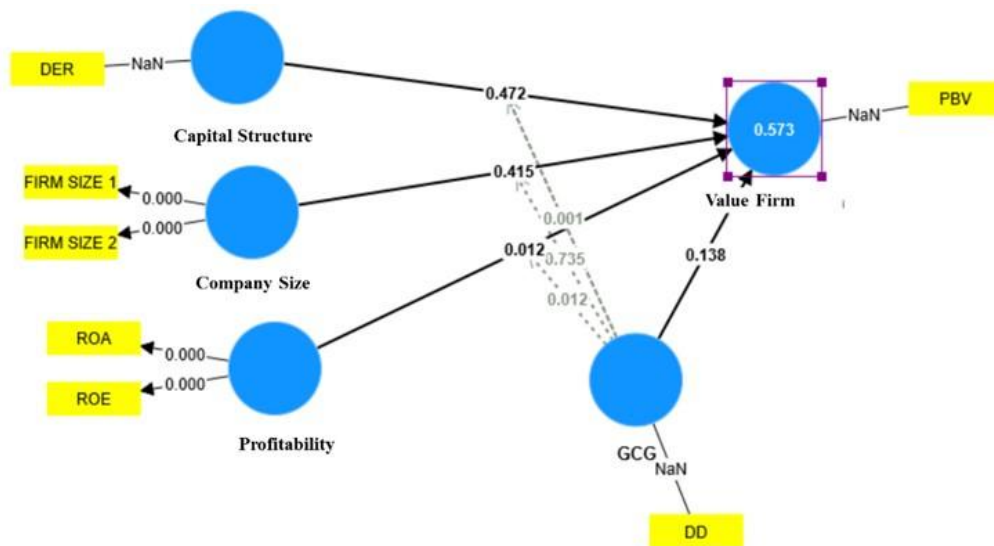 DER
NaN
Capital Structure
0.472
0.573
NaN
PBV
Value Firm
FIRM SIZE 1
0.000
FIRM SIZE 2
0.000
Company Size
0.415
0.001
0.012
0.735
0.138
0.012
ROA
0.000
ROE
0.000
Profitability
GCG
NaN
DD